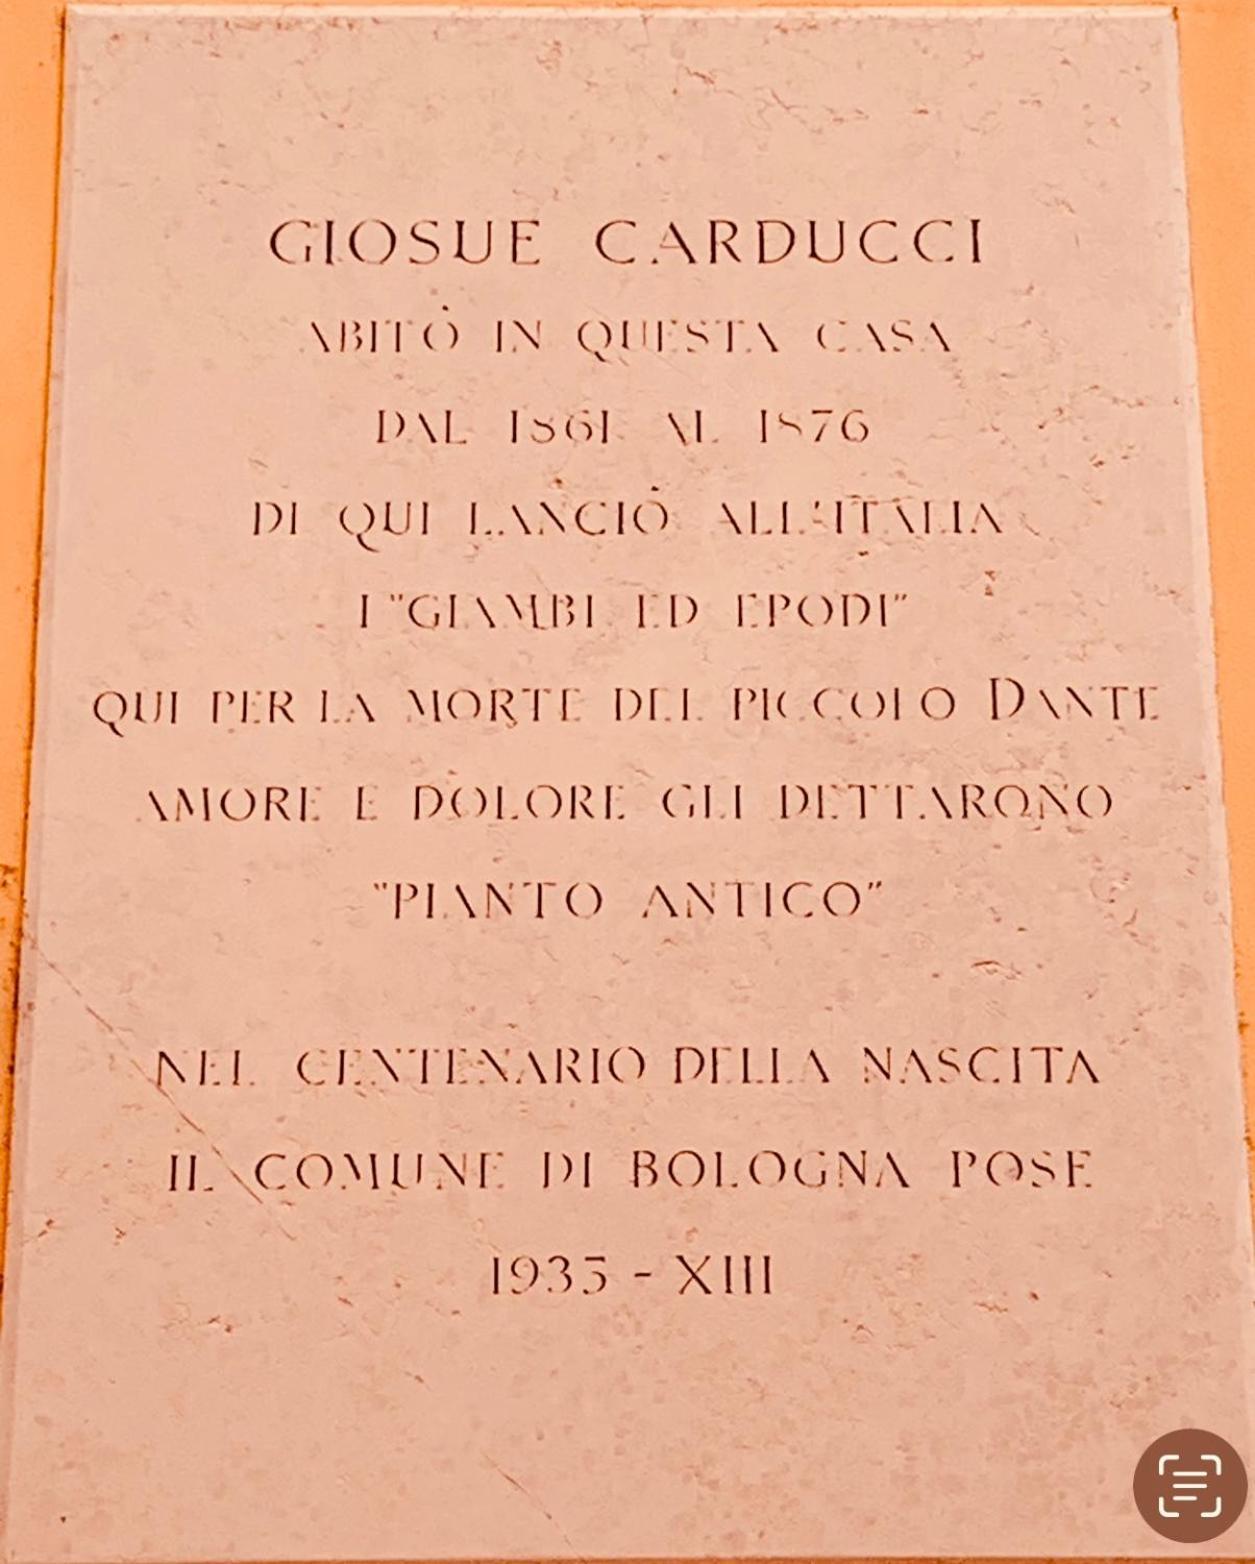 GIOSUE CARDUCCI
ABITÒ IN QUESTA CASA
DAL 1861 AL 1876
DI QUI LANCIÒ ALL'ITALIA
I "GIAMBI ED EPODI"
QUI PER LA MORTE DEL PICCOLO DANTE
AMORE E DOLORE GLI DETTARONO
"PIANTO ANTICO"
NEL CENTENARIO DELLA NASCITA
IL COMUNE DI BOLOGNA POSE
1935 - XIII